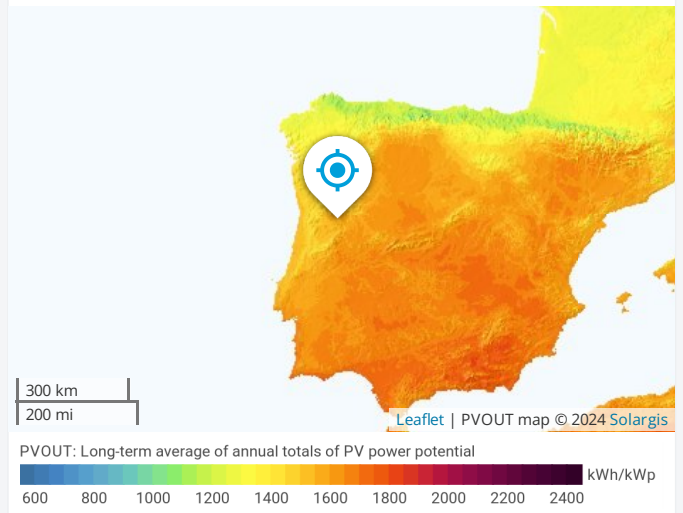 300 km
200 mi
Leaflet | PVOUT map © 2024 Solargis
PVOUT: Long-term average of annual totals of PV power potential
kWh/kWp
600 800 1000 1200 1400 1600 1800 2000 2200 2400